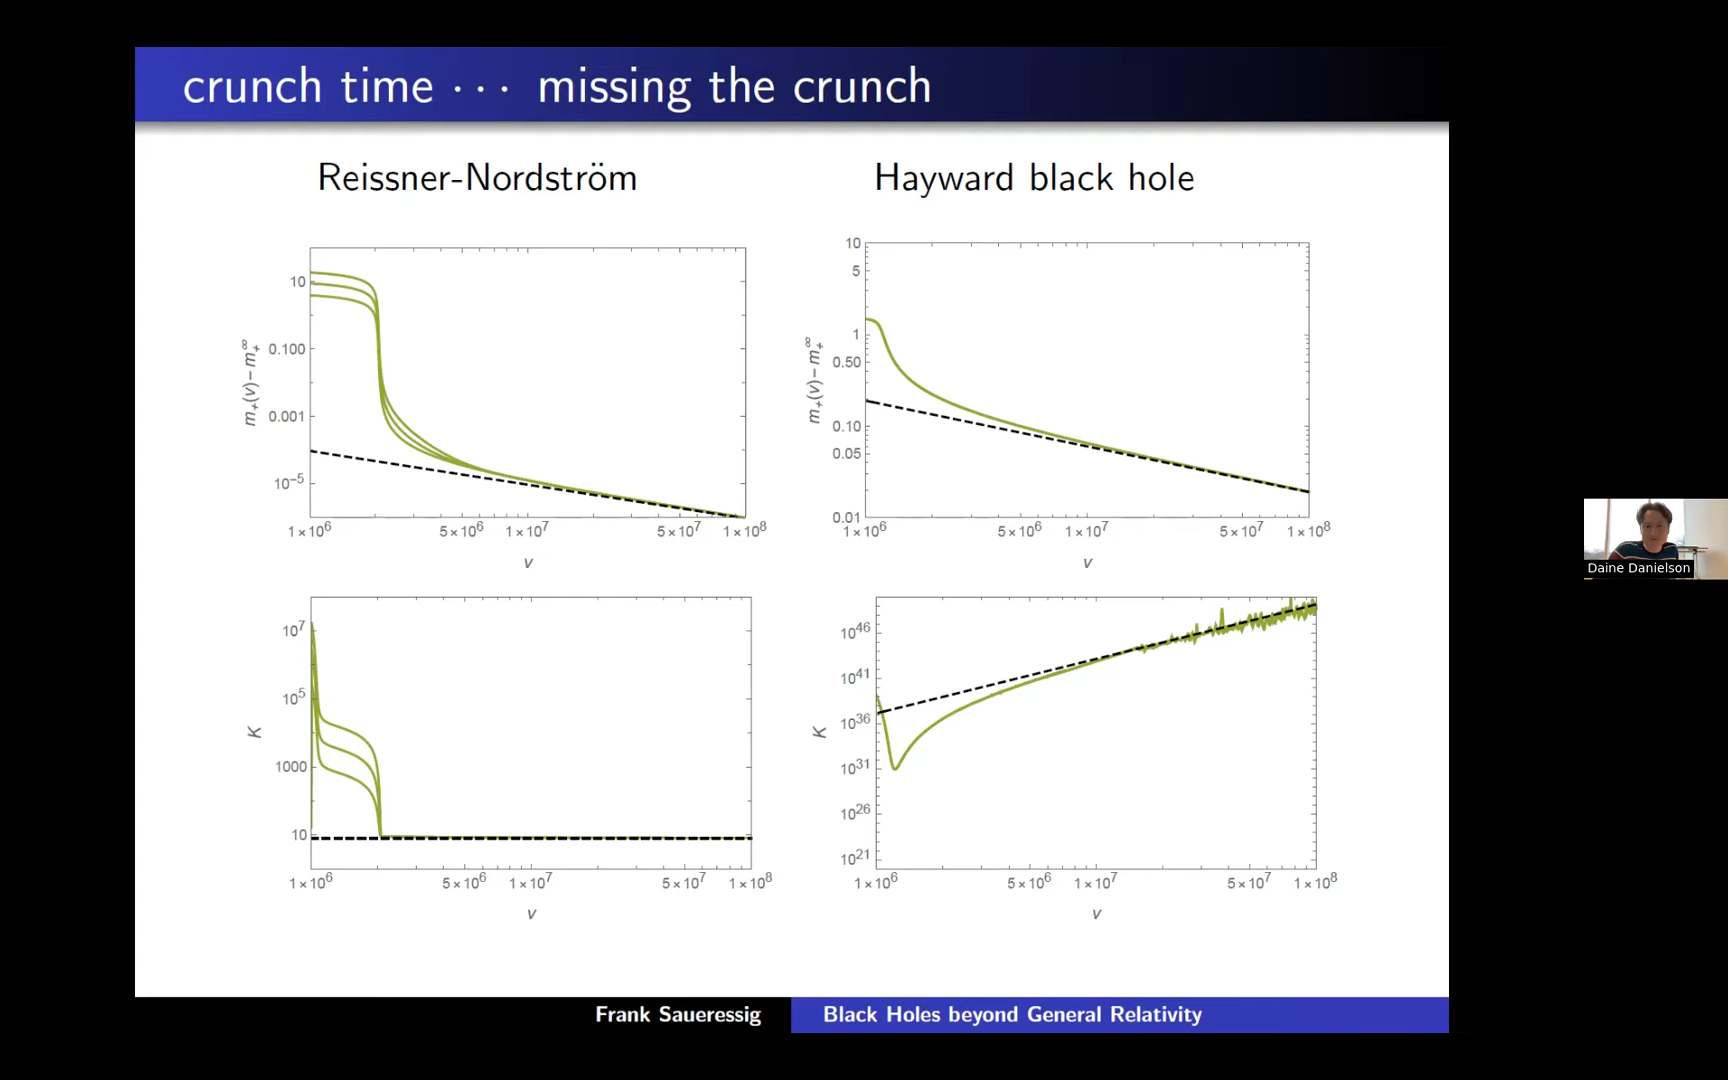 crunch time · · · missing the crunch
Reissner-Nordström
Hayward black hole
m₊(v) − m₊^∞
10
0.100
0.001
10⁻⁵
1×10⁶ 5×10⁶ 1×10⁷ 5×10⁷ 1×10⁸
v
m₊(v) − m₊^∞
10
5
1
0.50
0.10
0.05
0.01
1×10⁶ 5×10⁶ 1×10⁷ 5×10⁷ 1×10⁸
v
K
10⁷
10⁵
1000
10
1×10⁶ 5×10⁶ 1×10⁷ 5×10⁷ 1×10⁸
v
K
10⁴⁶
10⁴¹
10³⁶
10³¹
10²⁶
10²¹
1×10⁶ 5×10⁶ 1×10⁷ 5×10⁷ 1×10⁸
v
Daine Danielson
Frank Saueressig
Black Holes beyond General Relativity